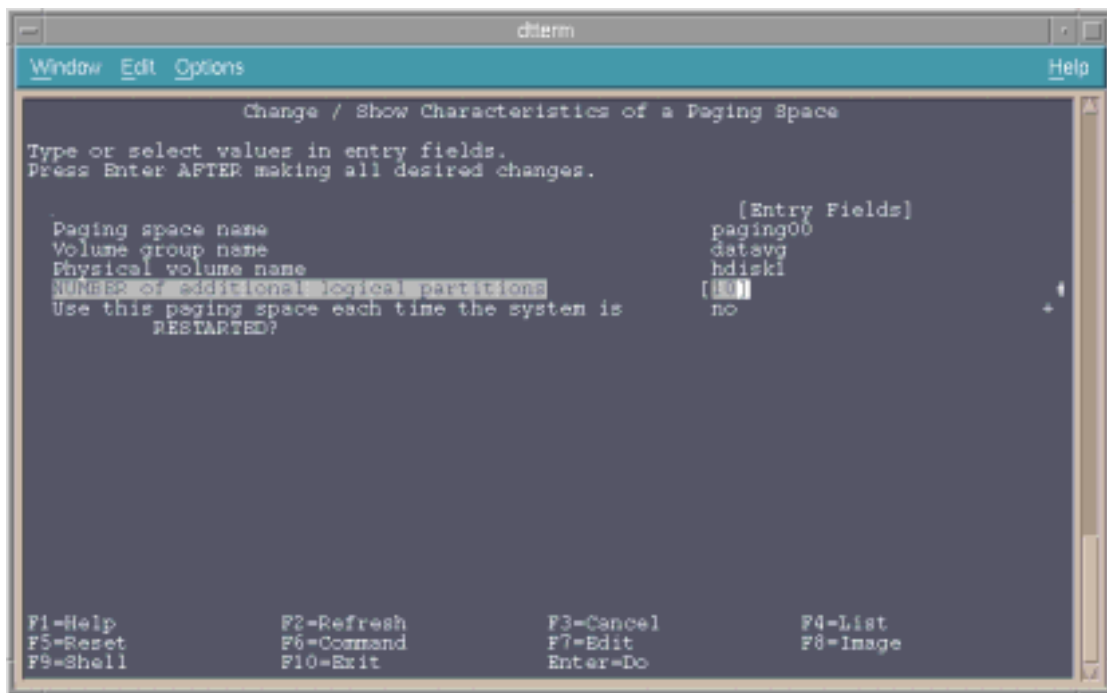 dtterm
Window Edit Options Help
Change / Show Characteristics of a Paging Space
Type or select values in entry fields.
Press Enter AFTER making all desired changes.
[Entry Fields]
Paging space name paging00
Volume group name datavg
Physical volume name hdisk1
NUMBER of additional logical partitions [10] #
Use this paging space each time the system is no +
RESTARTED?
F1=Help F2=Refresh F3=Cancel F4=List
F5=Reset F6=Command F7=Edit F8=Image
F9=Shell F10=Exit Enter=Do